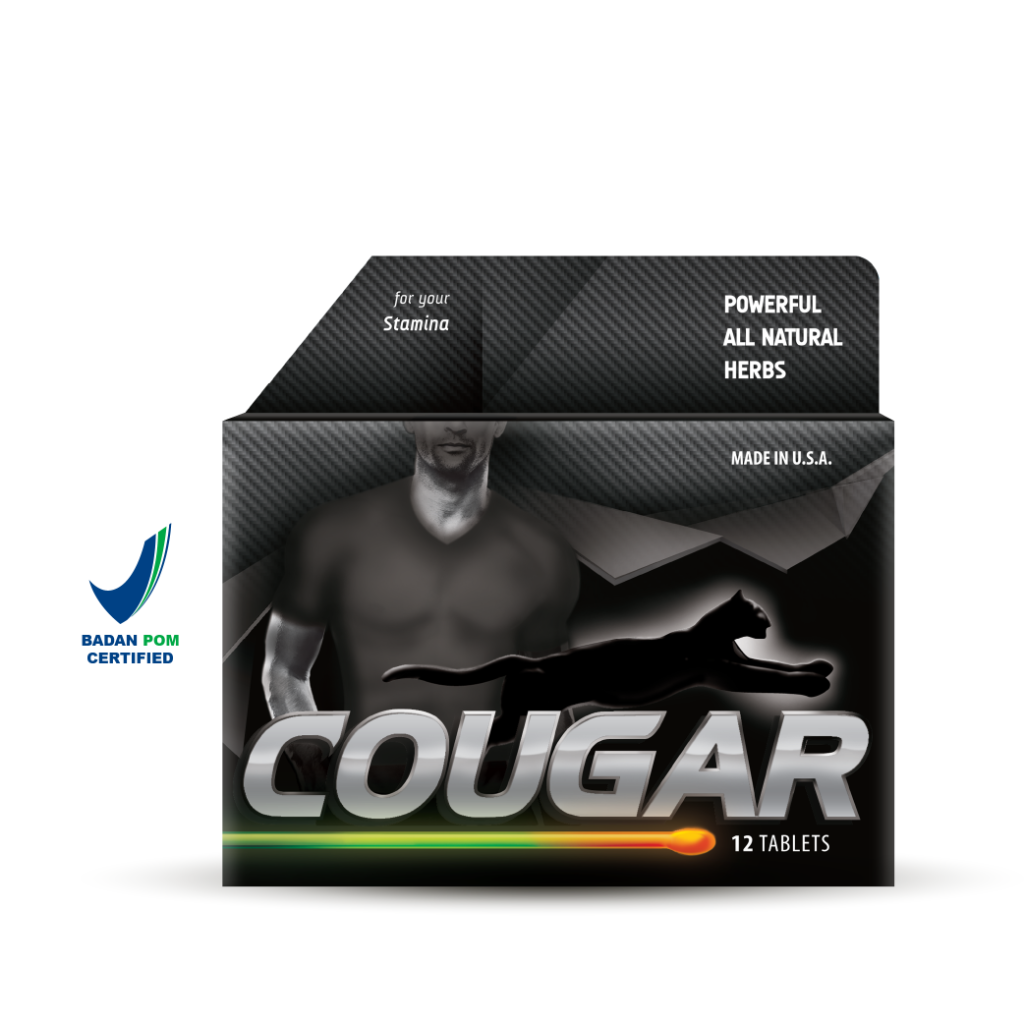 for your
Stamina
POWERFUL
ALL NATURAL
HERBS
MADE IN U.S.A.
BADAN POM
CERTIFIED
COUGAR
12 TABLETS